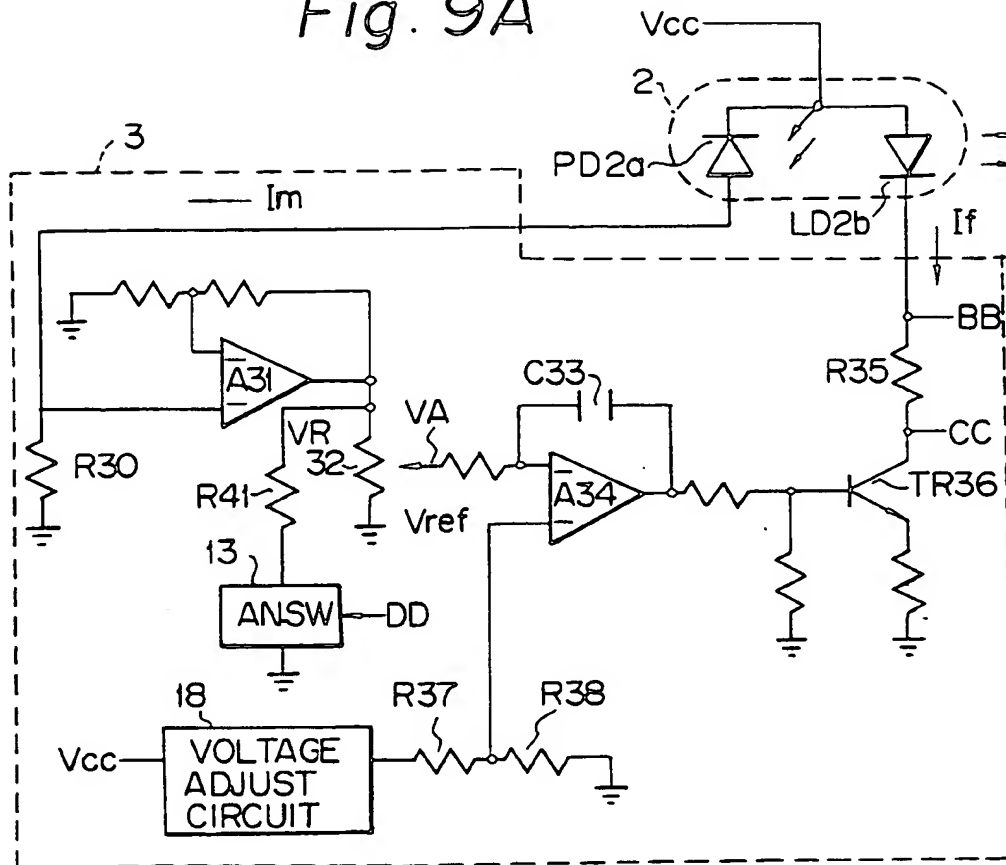 Fig. 9A
Vcc
2
3
PD2a
Im
LD2b
If
BB
A31
C33
R35
VA
CC
VR
32
R30
R41
A34
TR36
Vref
13
ANSW
DD
R37
R38
18
Vcc
VOLTAGE
ADJUST
CIRCUIT